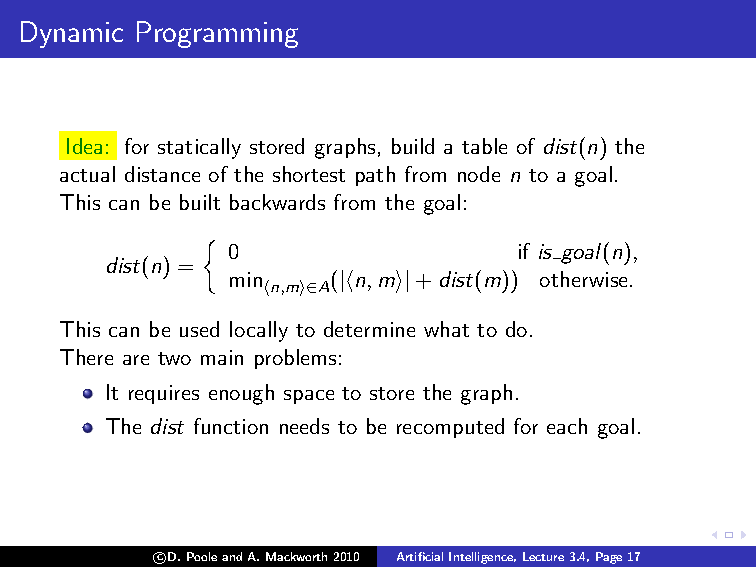 Dynamic Programming
Idea: for statically stored graphs, build a table of dist(n) the
actual distance of the shortest path from node n to a goal.
This can be built backwards from the goal:
dist(n) = { 0 if is_goal(n),
min⟨n,m⟩∈A(|⟨n, m⟩| + dist(m)) otherwise.
This can be used locally to determine what to do.
There are two main problems:
It requires enough space to store the graph.
The dist function needs to be recomputed for each goal.
©D. Poole and A. Mackworth 2010 Artificial Intelligence, Lecture 3.4, Page 17